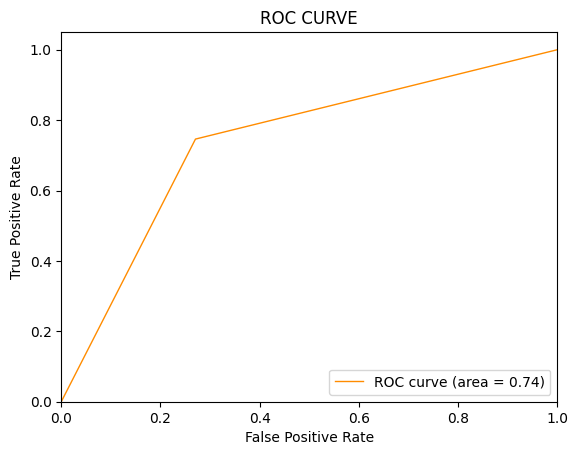 ROC CURVE
1.0
0.8
0.6
0.4
0.2
0.0
True Positive Rate
ROC curve (area = 0.74)
0.0 0.2 0.4 0.6 0.8 1.0
False Positive Rate